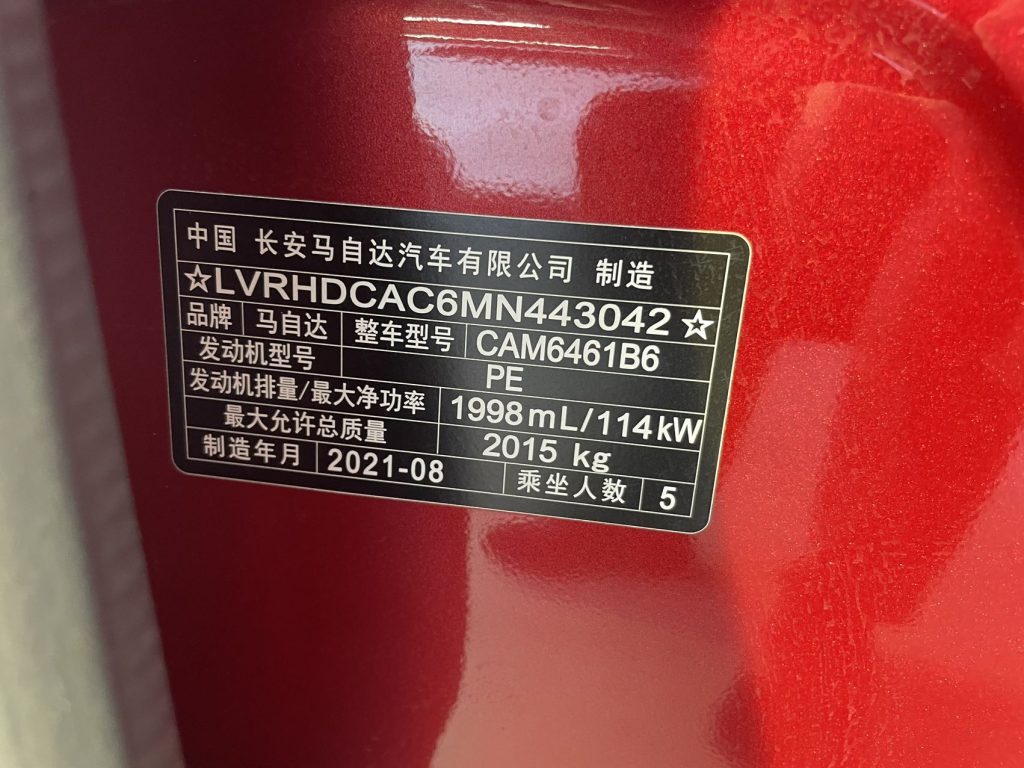 中国 长安马自达汽车有限公司 制造
☆LVRHDCAC6MN443042☆
品牌 马自达 整车型号 CAM6461B6
发动机型号 PE
发动机排量/最大净功率 1998mL/114kW
最大允许总质量 2015 kg
制造年月 2021-08 乘坐人数 5